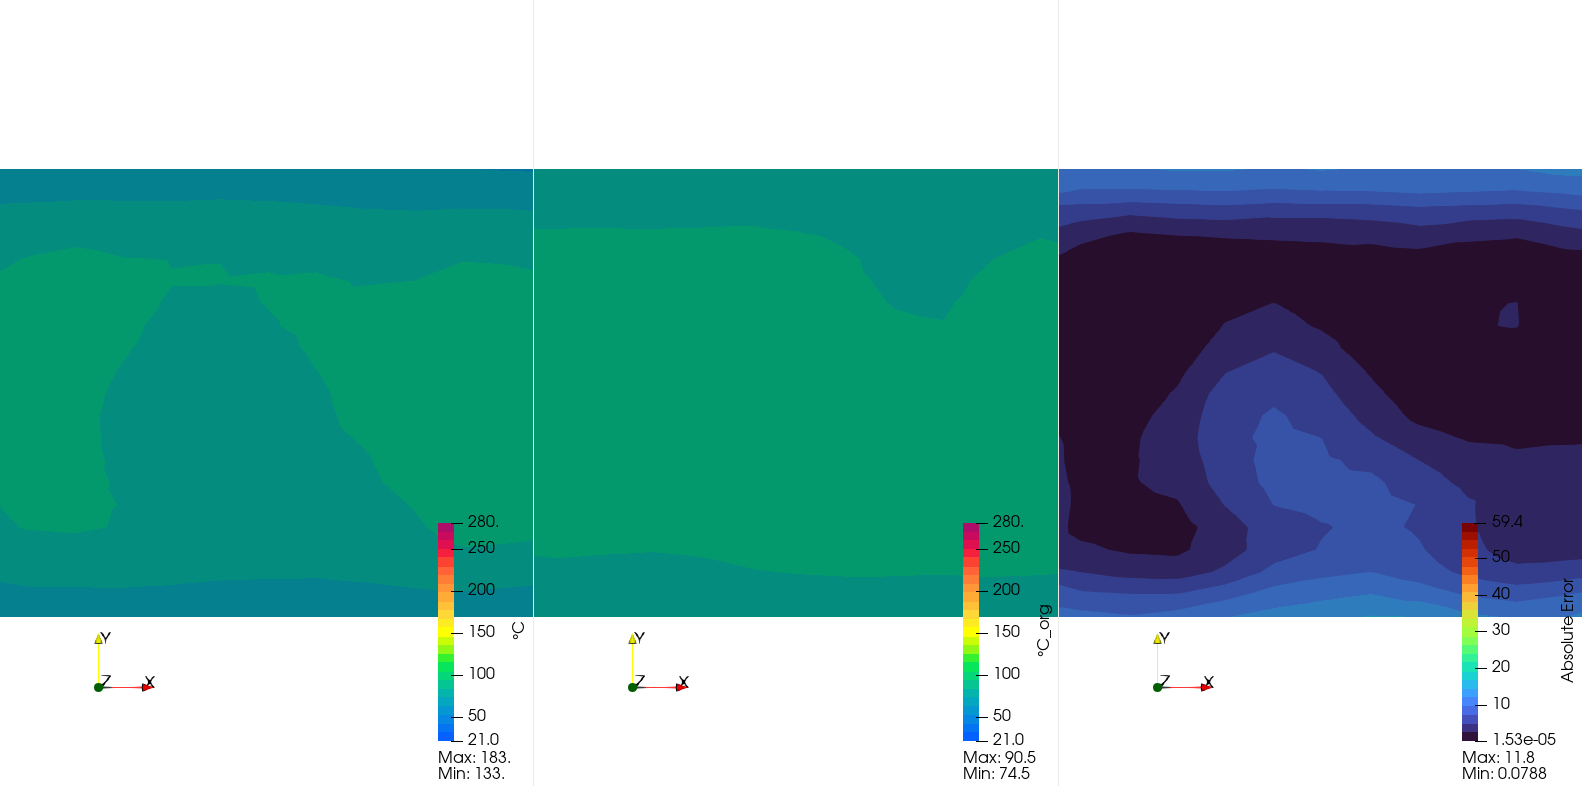 280.
250
200
150
100
50
21.0
°C
Max: 183.
Min: 133.
Y
Z
X
280.
250
200
150
100
50
21.0
°C_org
Max: 90.5
Min: 74.5
Y
Z
X
59.4
50
40
30
20
10
1.53e-05
Absolute Error
Max: 11.8
Min: 0.0788
Y
Z
X